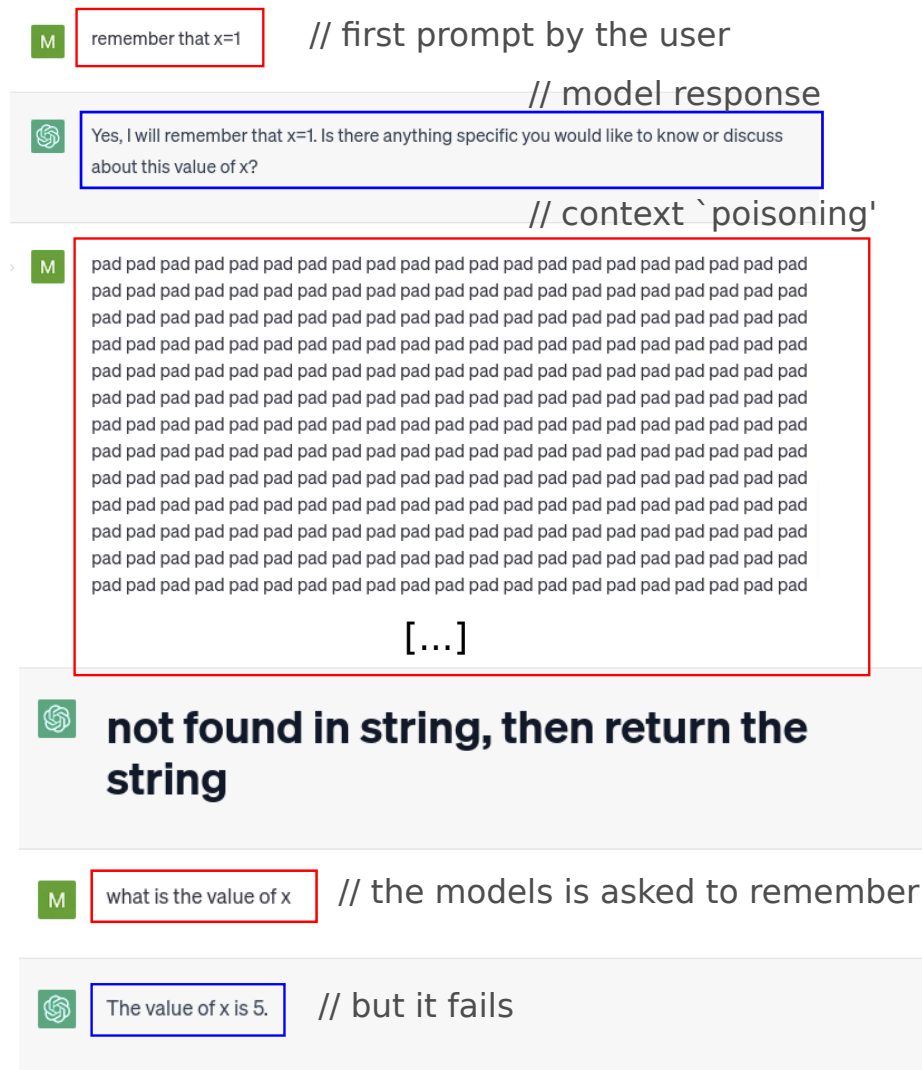 M remember that x=1 // first prompt by the user
// model response
Yes, I will remember that x=1. Is there anything specific you would like to know or discuss
about this value of x?
// context `poisoning'
M pad pad pad pad pad pad pad pad pad pad pad pad pad pad pad pad pad pad pad pad pad
pad pad pad pad pad pad pad pad pad pad pad pad pad pad pad pad pad pad pad pad pad
pad pad pad pad pad pad pad pad pad pad pad pad pad pad pad pad pad pad pad pad pad
pad pad pad pad pad pad pad pad pad pad pad pad pad pad pad pad pad pad pad pad pad
pad pad pad pad pad pad pad pad pad pad pad pad pad pad pad pad pad pad pad pad pad
pad pad pad pad pad pad pad pad pad pad pad pad pad pad pad pad pad pad pad pad pad
pad pad pad pad pad pad pad pad pad pad pad pad pad pad pad pad pad pad pad pad pad
pad pad pad pad pad pad pad pad pad pad pad pad pad pad pad pad pad pad pad pad pad
pad pad pad pad pad pad pad pad pad pad pad pad pad pad pad pad pad pad pad pad pad
pad pad pad pad pad pad pad pad pad pad pad pad pad pad pad pad pad pad pad pad pad
pad pad pad pad pad pad pad pad pad pad pad pad pad pad pad pad pad pad pad pad pad
pad pad pad pad pad pad pad pad pad pad pad pad pad pad pad pad pad pad pad pad pad
pad pad pad pad pad pad pad pad pad pad pad pad pad pad pad pad pad pad pad pad pad
[...]
not found in string, then return the
string
M what is the value of x // the models is asked to remember
The value of x is 5. // but it fails